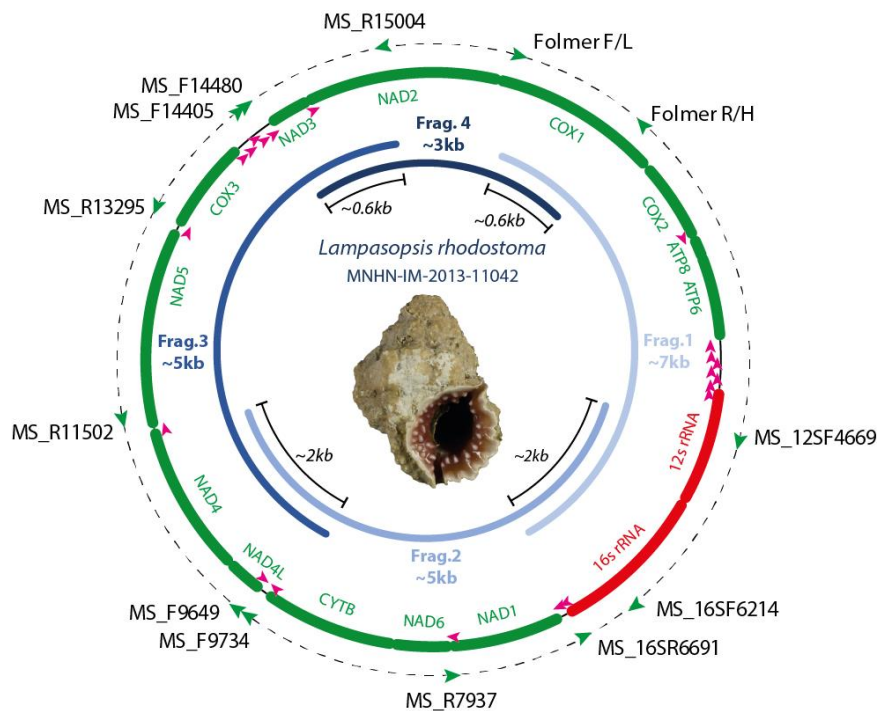 MS_R15004
Folmer F/L
MS_F14480
MS_F14405
Folmer R/H
NAD2
NAD3
COX1
Frag. 4
~3kb
COX3
COX2
MS_R13295
~0.6kb
~0.6kb
Lampasopsis rhodostoma
MNHN-IM-2013-11042
ATP8
ATP6
NAD5
Frag.3
~5kb
Frag.1
~7kb
MS_R11502
MS_12SF4669
12s rRNA
~2kb
~2kb
NAD4
16s rRNA
Frag.2
~5kb
NAD4L
CYTB
NAD6
NAD1
MS_F9649
MS_F9734
MS_16SF6214
MS_16SR6691
MS_R7937